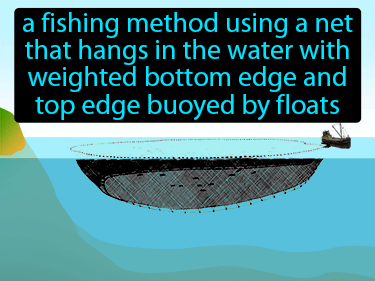 a fishing method using a net
that hangs in the water with
weighted bottom edge and
top edge buoyed by floats